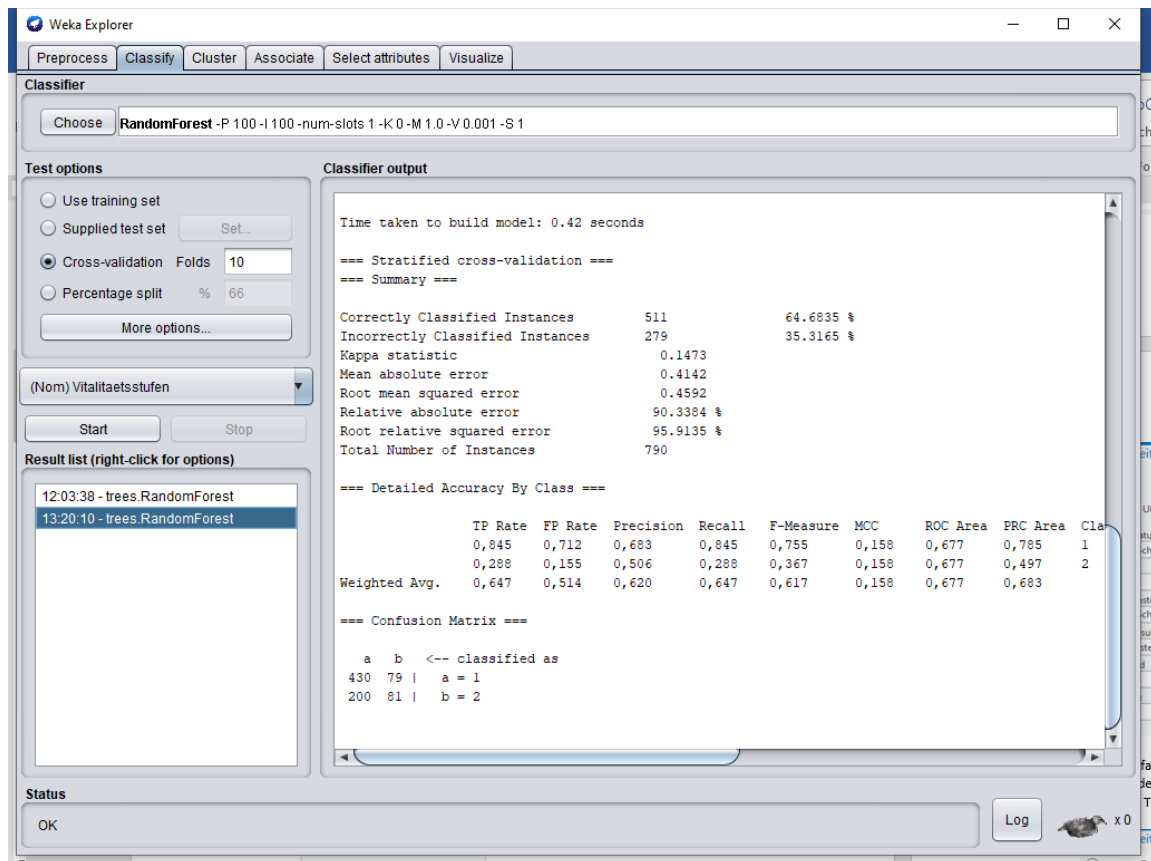 Weka Explorer
Preprocess Classify Cluster Associate Select attributes Visualize
Classifier
Choose RandomForest -P 100 -I 100 -num-slots 1 -K 0 -M 1.0 -V 0.001 -S 1
Test options
Use training set
Supplied test set Set...
Cross-validation Folds 10
Percentage split % 66
More options...
(Nom) Vitalitaetsstufen
Start Stop
Result list (right-click for options)
12:03:38 - trees.RandomForest
13:20:10 - trees.RandomForest
Classifier output
Time taken to build model: 0.42 seconds
=== Stratified cross-validation ===
=== Summary ===
Correctly Classified Instances 511 64.6835 %
Incorrectly Classified Instances 279 35.3165 %
Kappa statistic 0.1473
Mean absolute error 0.4142
Root mean squared error 0.4592
Relative absolute error 90.3384 %
Root relative squared error 95.9135 %
Total Number of Instances 790
=== Detailed Accuracy By Class ===
TP Rate FP Rate Precision Recall F-Measure MCC ROC Area PRC Area Cla
0,845 0,712 0,683 0,845 0,755 0,158 0,677 0,785 1
0,288 0,155 0,506 0,288 0,367 0,158 0,677 0,497 2
Weighted Avg. 0,647 0,514 0,620 0,647 0,617 0,158 0,677 0,683
=== Confusion Matrix ===
a b <-- classified as
430 79 | a = 1
200 81 | b = 2
Status
OK
Log
x 0